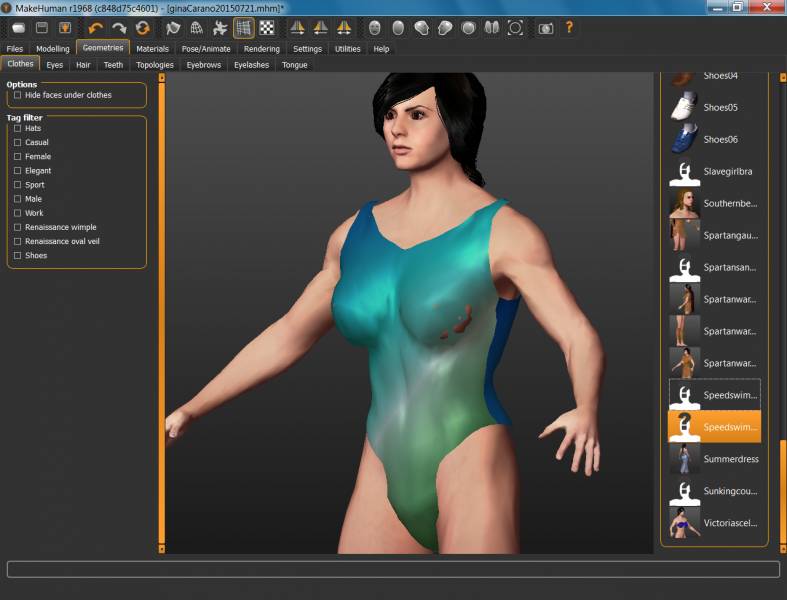 MakeHuman r1968 (c848d75c4601) - [ginaCarano20150721.mhm]*
Files Modelling Geometries Materials Pose/Animate Rendering Settings Utilities Help
Clothes Eyes Hair Teeth Topologies Eyebrows Eyelashes Tongue
Options
Hide faces under clothes
Tag filter
Hats
Casual
Female
Elegant
Sport
Male
Work
Renaissance wimple
Renaissance oval veil
Shoes
Shoes04
Shoes05
Shoes06
Slavegirlbra
Southernbe...
Spartangau...
Spartansan...
Spartanwar...
Spartanwar...
Spartanwar...
Speedswim...
Speedswim...
Summerdress
Sunkingcou...
Victoriascel...